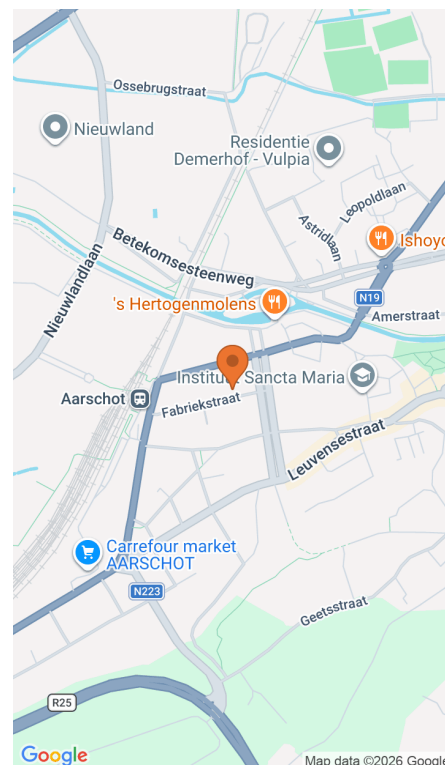 Ossebrugstraat
Nieuwland
Residentie
Demerhof - Vulpia
Leopoldlaan
Astridlaan
Ishoyo
Betekomsesteenweg
Nieuwlandlaan
's Hertogenmolens
N19
Amerstraat
Instituut Sancta Maria
Aarschot
Fabriekstraat
Leuvensestraat
Carrefour market
AARSCHOT
N223
Geetsstraat
R25
Google
Map data ©2026 Google